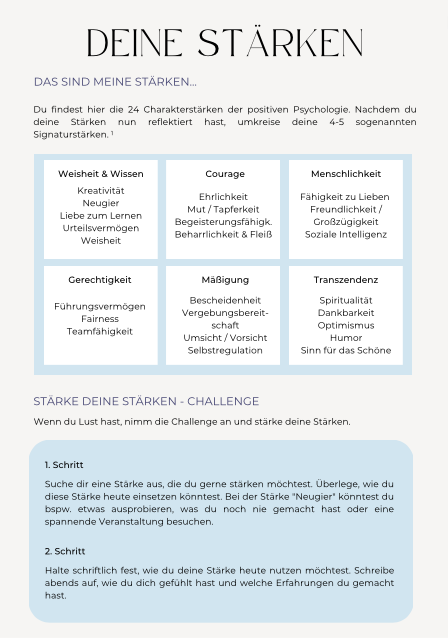 DEINE STÄRKEN
DAS SIND MEINE STÄRKEN...
Du findest hier die 24 Charakterstärken der positiven Psychologie. Nachdem du
deine Stärken nun reflektiert hast, umkreise deine 4-5 sogenannten
Signaturstärken. ¹
Weisheit & Wissen
Kreativität
Neugier
Liebe zum Lernen
Urteilsvermögen
Weisheit
Courage
Ehrlichkeit
Mut / Tapferkeit
Begeisterungsfähigk.
Beharrlichkeit & Fleiß
Menschlichkeit
Fähigkeit zu Lieben
Freundlichkeit /
Großzügigkeit
Soziale Intelligenz
Gerechtigkeit
Führungsvermögen
Fairness
Teamfähigkeit
Mäßigung
Bescheidenheit
Vergebungsbereit-
schaft
Umsicht / Vorsicht
Selbstregulation
Transzendenz
Spiritualität
Dankbarkeit
Optimismus
Humor
Sinn für das Schöne
STÄRKE DEINE STÄRKEN - CHALLENGE
Wenn du Lust hast, nimm die Challenge an und stärke deine Stärken.
1. Schritt
Suche dir eine Stärke aus, die du gerne stärken möchtest. Überlege, wie du
diese Stärke heute einsetzen könntest. Bei der Stärke "Neugier" könntest du
bspw. etwas ausprobieren, was du noch nie gemacht hast oder eine
spannende Veranstaltung besuchen.
2. Schritt
Halte schriftlich fest, wie du deine Stärke heute nutzen möchtest. Schreibe
abends auf, wie du dich gefühlt hast und welche Erfahrungen du gemacht
hast.